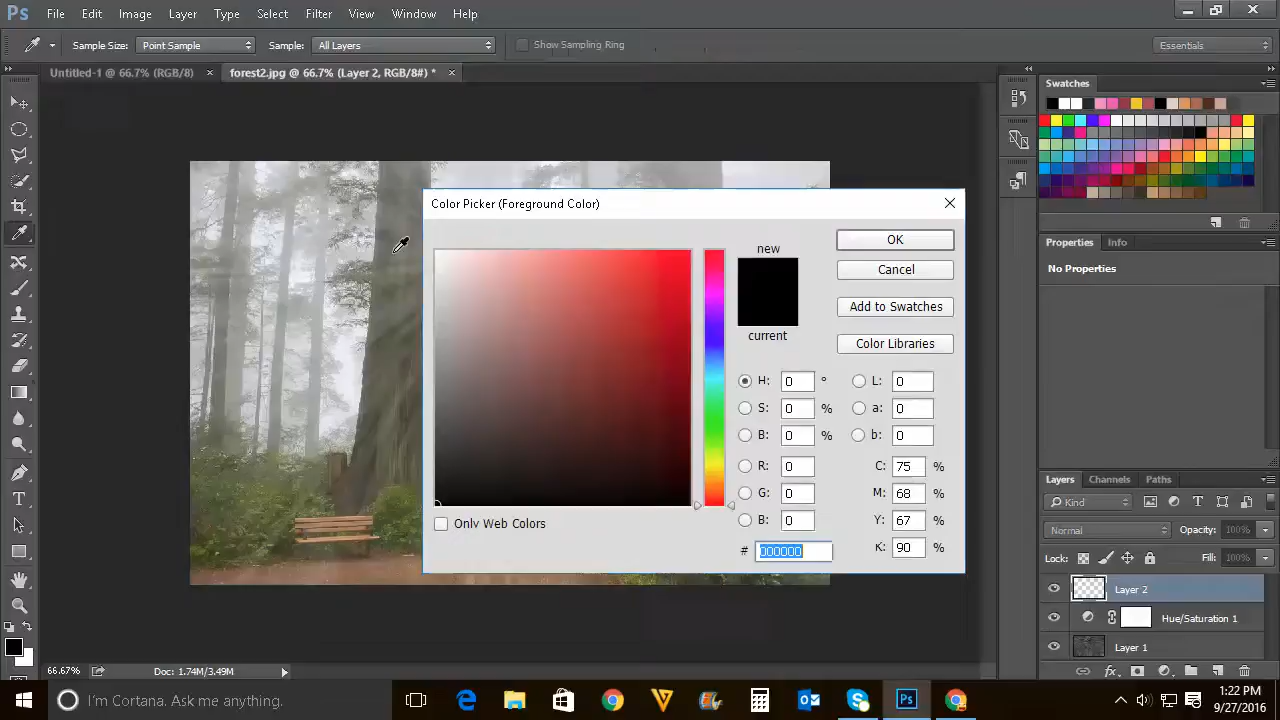 Ps File Edit Image Layer Type Select Filter View Window Help
Sample Size: Point Sample Sample: All Layers Show Sampling Ring Essentials
Untitled-1 @ 66.7% (RGB/8) × forest2.jpg @ 66.7% (Layer 2, RGB/8#) * ×
Swatches
Color Picker (Foreground Color)
new
OK
Cancel
Add to Swatches
current
Color Libraries
H: 0 ° L: 0
S: 0 % a: 0
B: 0 % b: 0
R: 0 C: 75 %
G: 0 M: 68 %
B: 0 Y: 67 %
# 000000 K: 90 %
Only Web Colors
Properties Info
No Properties
Layers Channels Paths
Kind
Normal Opacity: 100%
Lock: Fill: 100%
Layer 2
Hue/Saturation 1
Layer 1
66.67% Doc: 1.74M/3.49M
I'm Cortana. Ask me anything.
1:22 PM
9/27/2016